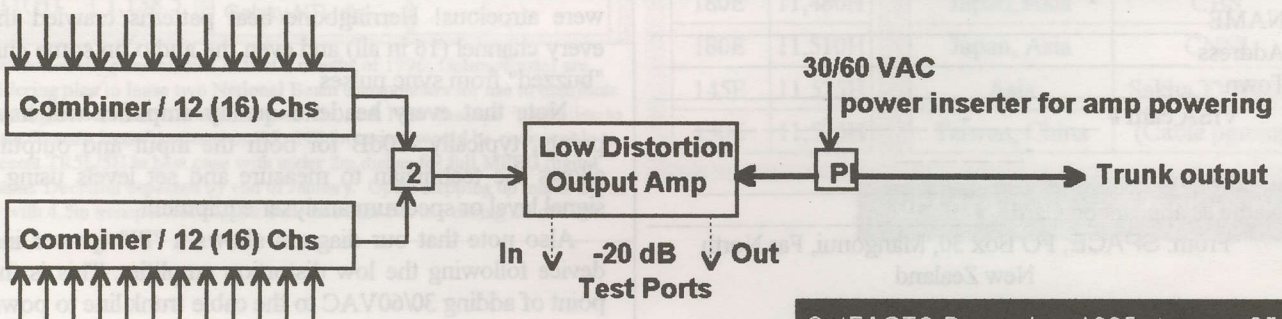 Combiner / 12 (16) Chs
2
Combiner / 12 (16) Chs
Low Distortion
Output Amp
In
-20 dB
Out
Test Ports
30/60 VAC
power inserter for amp powering
PI
Trunk output